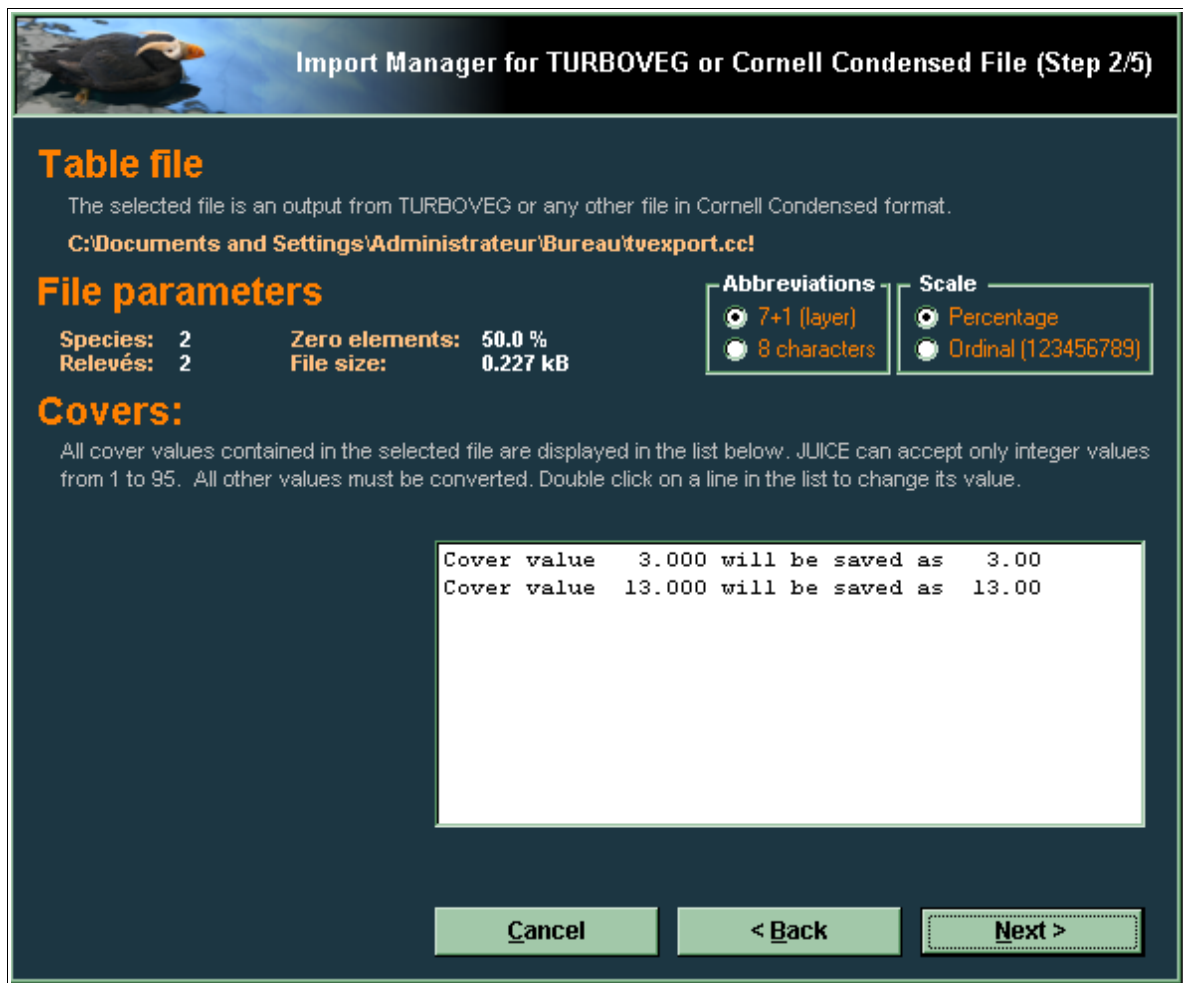 Import Manager for TURBOVEG or Cornell Condensed File (Step 2/5)
Table file
The selected file is an output from TURBOVEG or any other file in Cornell Condensed format.
C:\Documents and Settings\Administrateur\Bureau\tvexport.cc!
File parameters
Species: 2 Zero elements: 50.0 %
Relevés: 2 File size: 0.227 kB
Abbreviations
7+1 (layer)
8 characters
Scale
Percentage
Ordinal (123456789)
Covers:
All cover values contained in the selected file are displayed in the list below. JUICE can accept only integer values
from 1 to 95. All other values must be converted. Double click on a line in the list to change its value.
Cover value 3.000 will be saved as 3.00
Cover value 13.000 will be saved as 13.00
Cancel
< Back
Next >